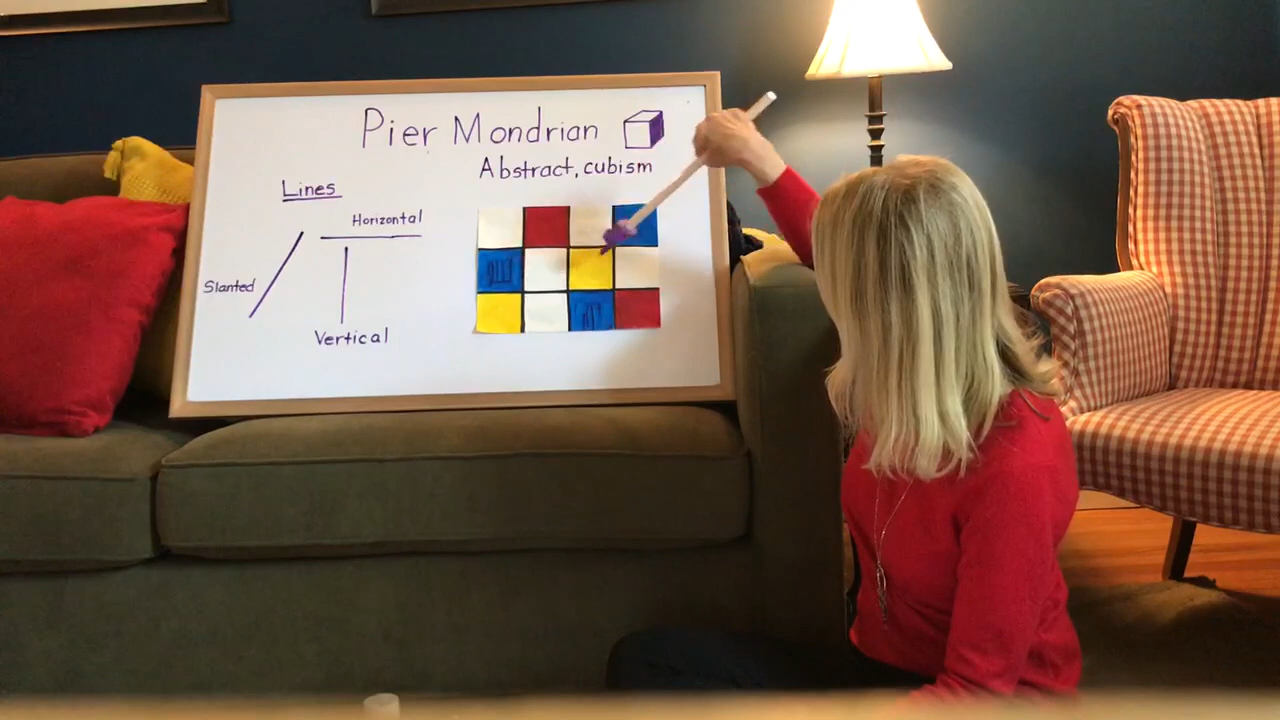 Pier Mondrian
Abstract, cubism
Lines
Horizontal
Slanted
Vertical